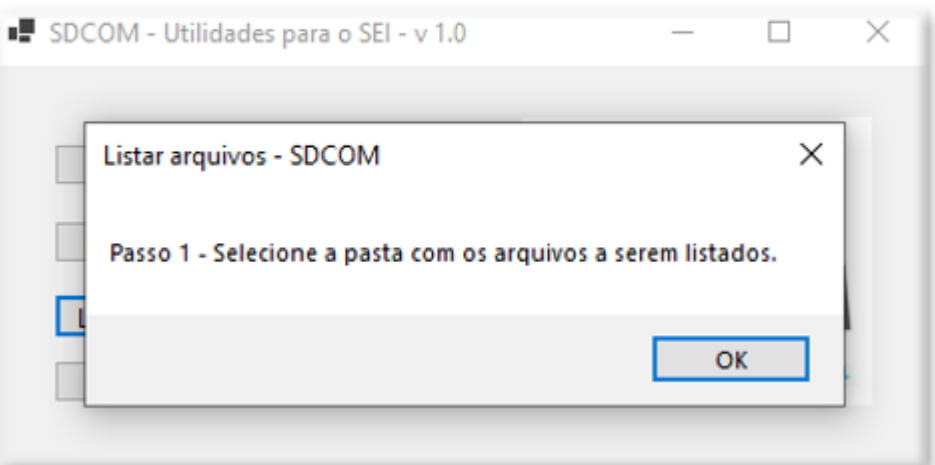 SDCOM - Utilidades para o SEI - v 1.0
Listar arquivos - SDCOM
Passo 1 - Selecione a pasta com os arquivos a serem listados.
OK